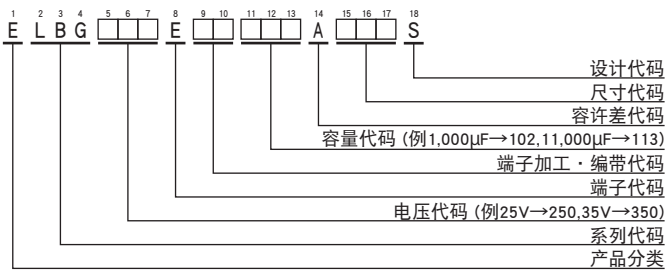 1 2 3 4 5 6 7 8 9 10 11 12 13 14 15 16 17 18
E L B G □□□ E □□ □□□ A □□□ S
设计代码
尺寸代码
容许差代码
容量代码 (例1,000μF→102,11,000μF→113)
端子加工・编带代码
端子代码
电压代码 (例25V→250,35V→350)
系列代码
产品分类